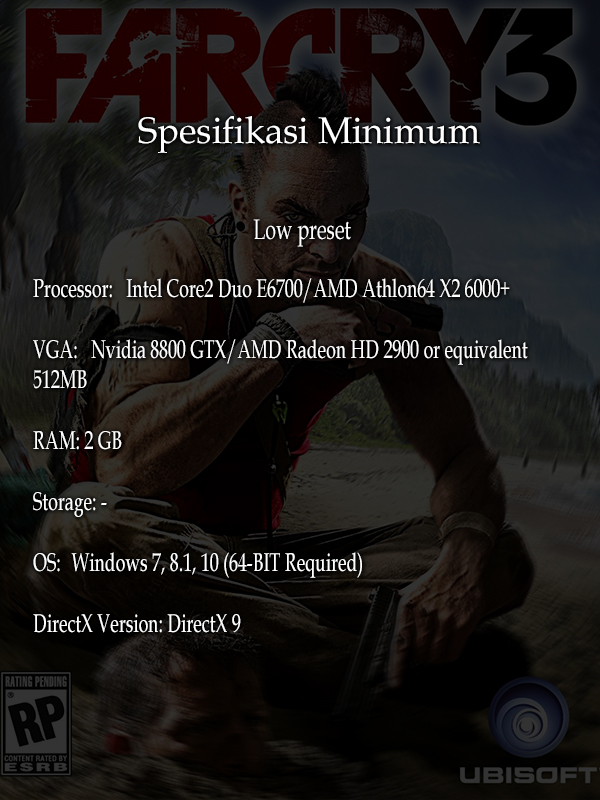 FARCRY3
Spesifikasi Minimum
Low preset
Processor: Intel Core2 Duo E6700/AMD Athlon64 X2 6000+
VGA: Nvidia 8800 GTX/AMD Radeon HD 2900 or equivalent
512MB
RAM: 2 GB
Storage: -
OS: Windows 7, 8.1, 10 (64-BIT Required)
DirectX Version: DirectX 9
RATING PENDING
RP
CONTENT RATED BY
ESRB
UBISOFT